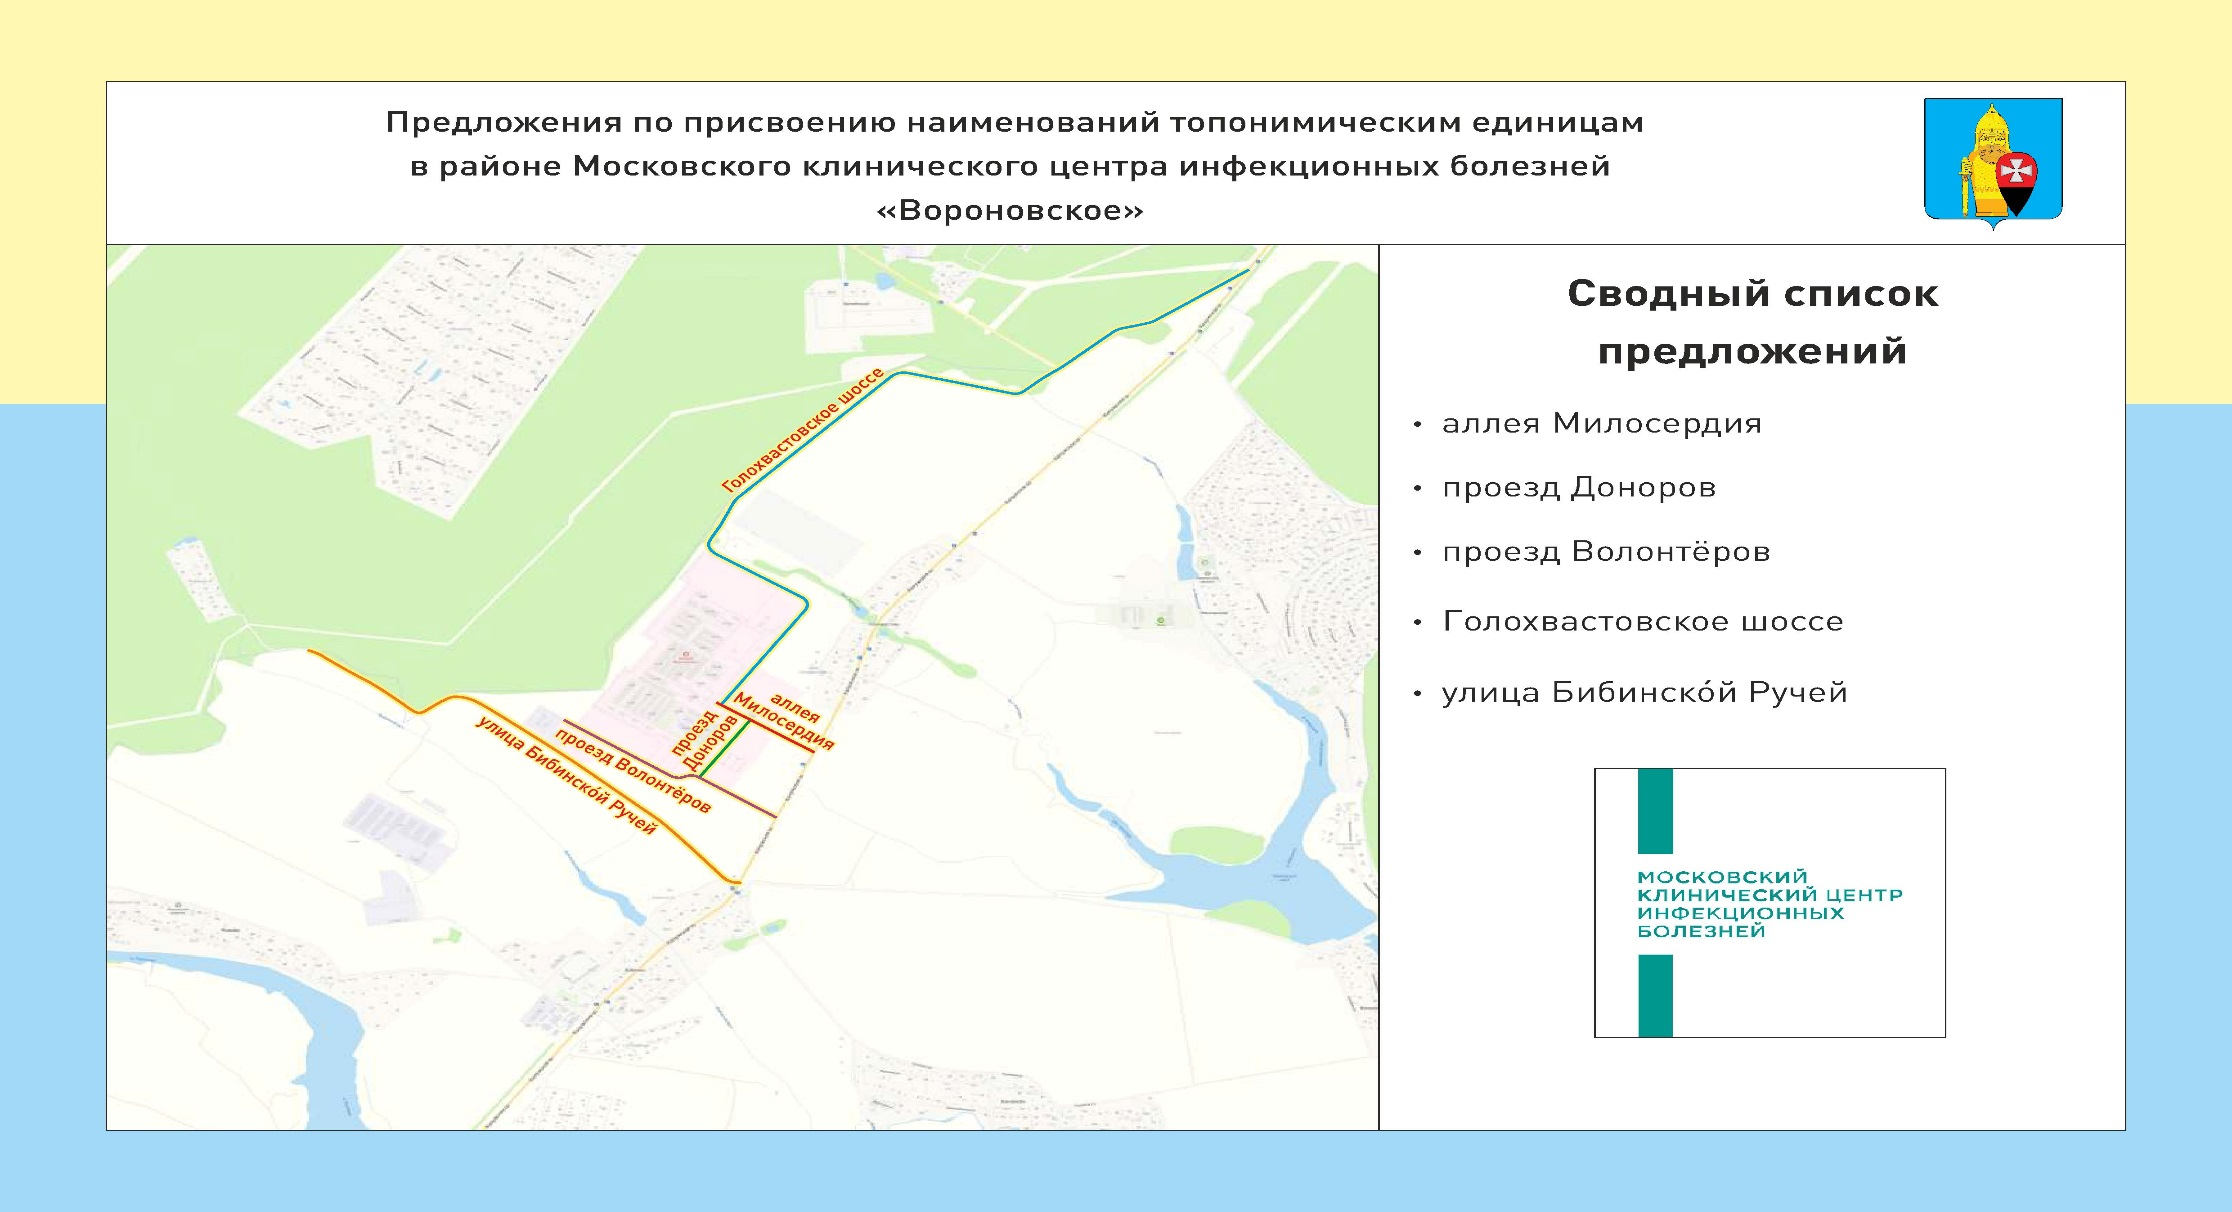 Предложения по присвоению наименований топонимическим единицам
в районе Московского клинического центра инфекционных болезней
«Вороновское»
Голохвастовское шоссе
аллея
Милосердия
проезд
Доноров
проезд Волонтёров
улица Бибинско́й Ручей
Сводный список
предложений
• аллея Милосердия
• проезд Доноров
• проезд Волонтёров
• Голохвастовское шоссе
• улица Бибинско́й Ручей
МОСКОВСКИЙ
КЛИНИЧЕСКИЙ ЦЕНТР
ИНФЕКЦИОННЫХ
БОЛЕЗНЕЙ